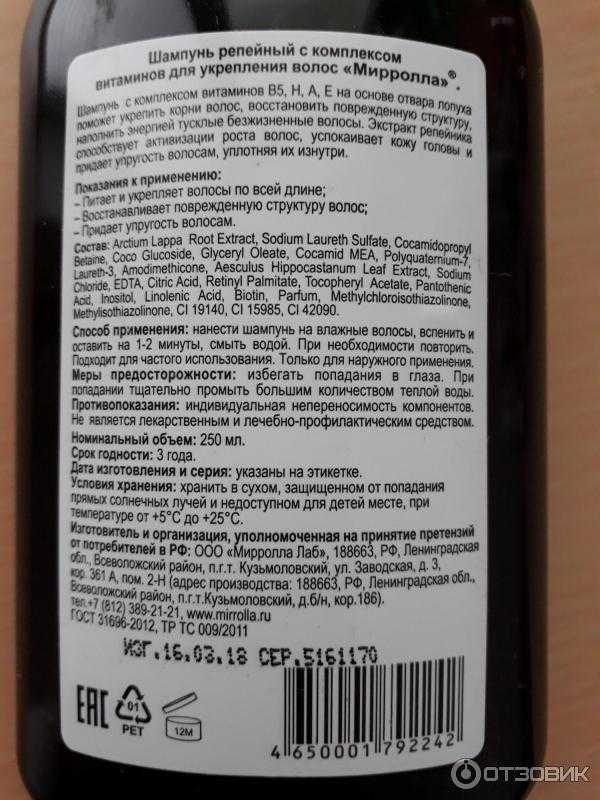 Шампунь репейный с комплексом
витаминов для укрепления волос «Мирролла»®.
Шампунь с комплексом витаминов B5, H, A, E на основе отвара лопуха
поможет укрепить корни волос, восстановить поврежденную структуру,
наполнить энергией тусклые безжизненные волосы. Экстракт репейника
способствует активизации роста волос, успокаивает кожу головы и
придает упругость волосам, уплотняя их изнутри.
Показания к применению:
– Питает и укрепляет волосы по всей длине;
– Восстанавливает поврежденную структуру волос;
– Придает упругость волосам.
Состав: Arctium Lappa Root Extract, Sodium Laureth Sulfate, Cocamidopropyl
Betaine, Coco Glucoside, Glyceryl Oleate, Cocamid MEA, Polyquaternium-7,
Laureth-3, Amodimethicone, Aesculus Hippocastanum Leaf Extract, Sodium
Chloride, EDTA, Citric Acid, Retinyl Palmitate, Tocopheryl Acetate, Pantothenic
Acid, Inositol, Linolenic Acid, Biotin, Parfum, Methylchloroisothiazolinone,
Methylisothiazolinone, CI 19140, CI 15985, CI 42090.
Способ применения: нанести шампунь на влажные волосы, вспенить и
оставить на 1-2 минуты, смыть водой. При необходимости повторить.
Подходит для частого использования. Только для наружного применения.
Меры предосторожности: избегать попадания в глаза. При
попадании тщательно промыть большим количеством теплой воды.
Противопоказания: индивидуальная непереносимость компонентов.
Не является лекарственным и лечебно-профилактическим средством.
Номинальный объем: 250 мл.
Срок годности: 3 года.
Дата изготовления и серия: указаны на этикетке.
Условия хранения: хранить в сухом, защищенном от попадания
прямых солнечных лучей и недоступном для детей месте, при
температуре от +5°C до +25°C.
Изготовитель и организация, уполномоченная на принятие претензий
от потребителей в РФ: ООО «Мирролла Лаб», 188663, РФ, Ленинградская
обл., Всеволожский район, п.г.т. Кузьмоловский, ул. Заводская, д. 3,
кор. 361 А, пом. 2-Н (адрес производства: 188663, РФ, Ленинградская обл.,
Всеволожский район, п.г.т.Кузьмоловский, д.б/н, кор.186).
тел.+7 (812) 389-21-21, www.mirrolla.ru
ГОСТ 31696-2012, ТР ТС 009/2011
ИЗГ.16.03.18 СЕР.5161170
EAC 01 PET 12М
4 650001 792242
ОТЗОВИК